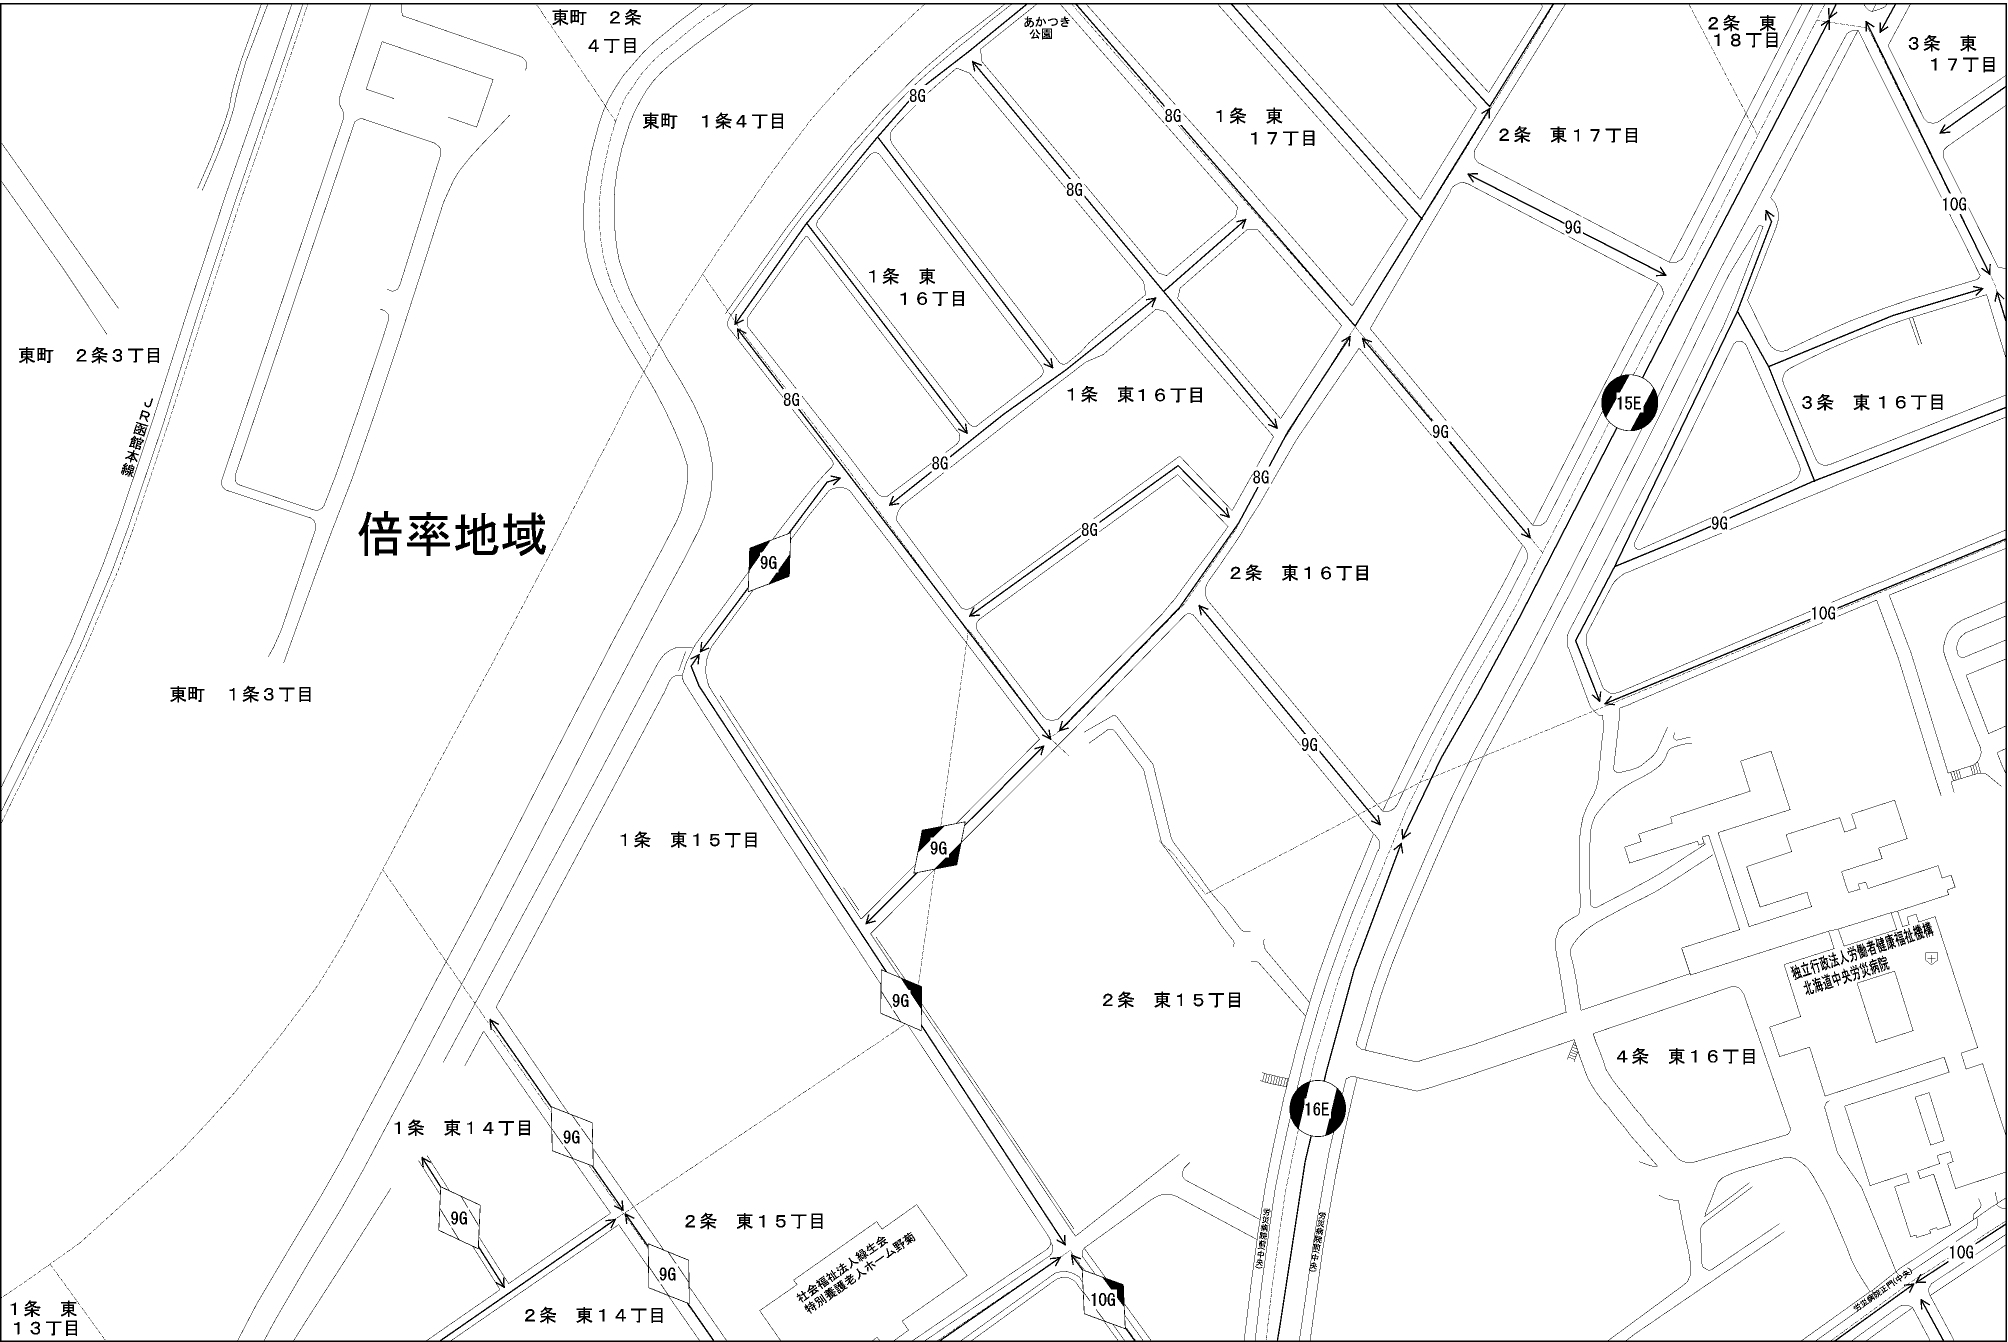 東町　２条
４丁目
あかつき
公園
２条　東
１８丁目
３条　東
１７丁目
8G
東町　１条４丁目
8G
１条　東
１７丁目
２条　東１７丁目
8G
10G
9G
１条　東
１６丁目
東町　２条３丁目
8G
１条　東１６丁目
15E
３条　東１６丁目
JR函館本線
9G
8G
8G
9G
8G
倍率地域
9G
２条　東１６丁目
10G
東町　１条３丁目
9G
１条　東１５丁目
9G
独立行政法人労働者健康福祉機構
北海道中央労災病院
9G
２条　東１５丁目
４条　東１６丁目
16E
１条　東１４丁目
9G
9G
２条　東１５丁目
社会福祉法人緑生会
特別養護老人ホーム野菊
労災病院正門(中央)
10G
9G
10G
１条　東
１３丁目
２条　東１４丁目